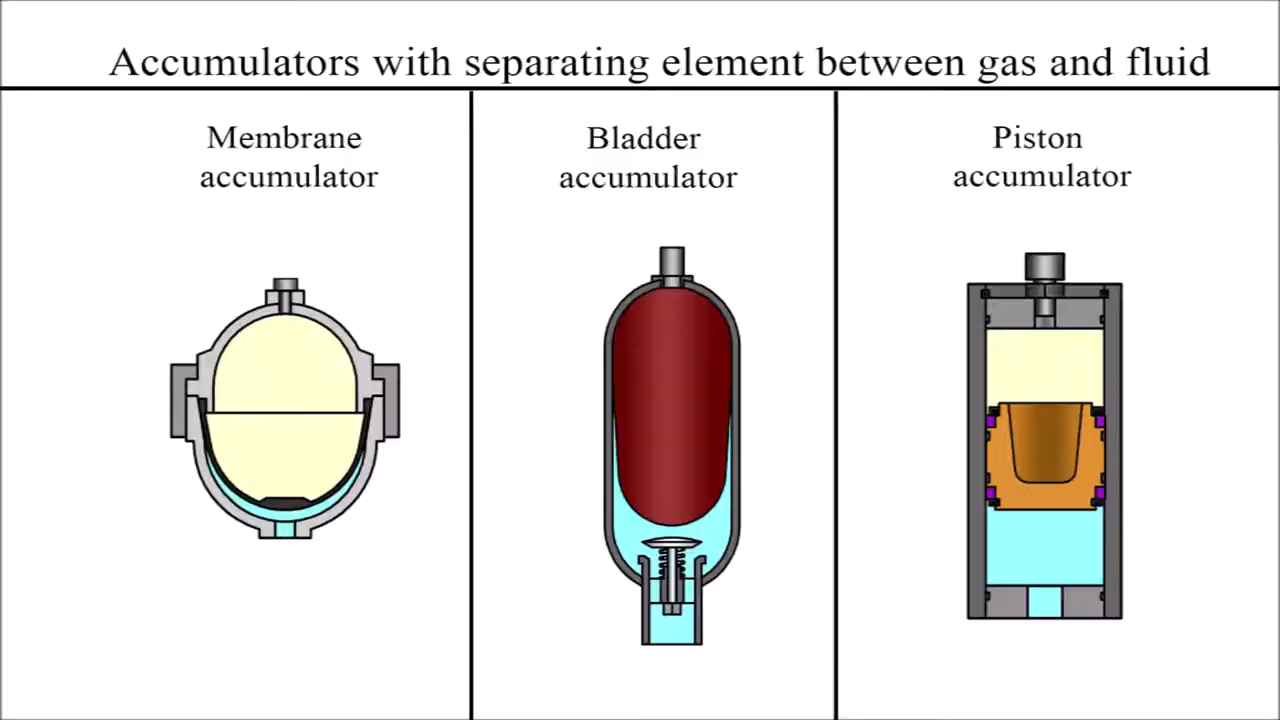 Accumulators with separating element between gas and fluid
Membrane
accumulator
Bladder
accumulator
Piston
accumulator